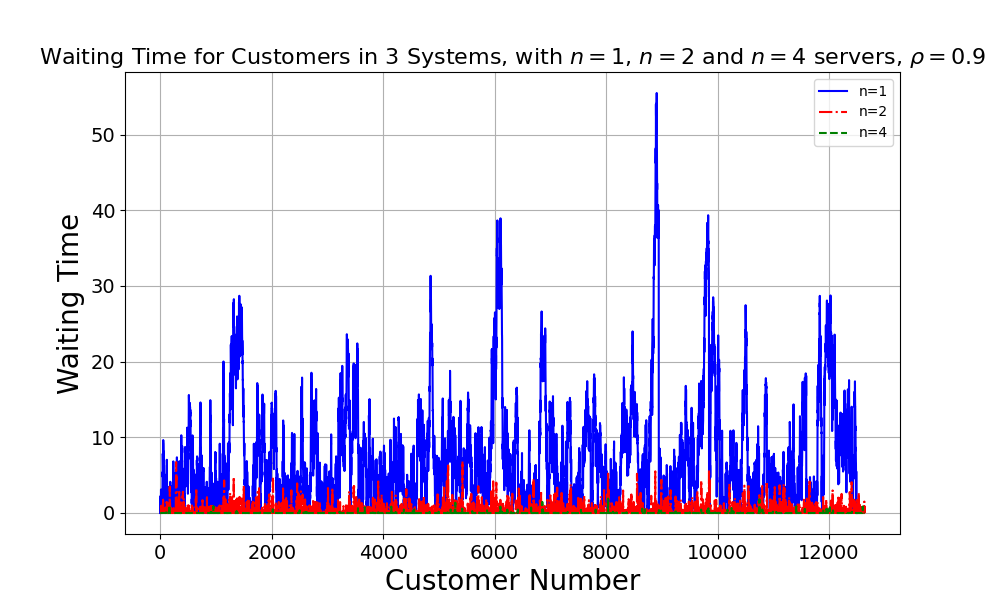 Waiting Time for Customers in 3 Systems, with n = 1, n = 2 and n = 4 servers, ρ = 0.9
n=1
n=2
n=4
Waiting Time
50
40
30
20
10
0
0 2000 4000 6000 8000 10000 12000
Customer Number